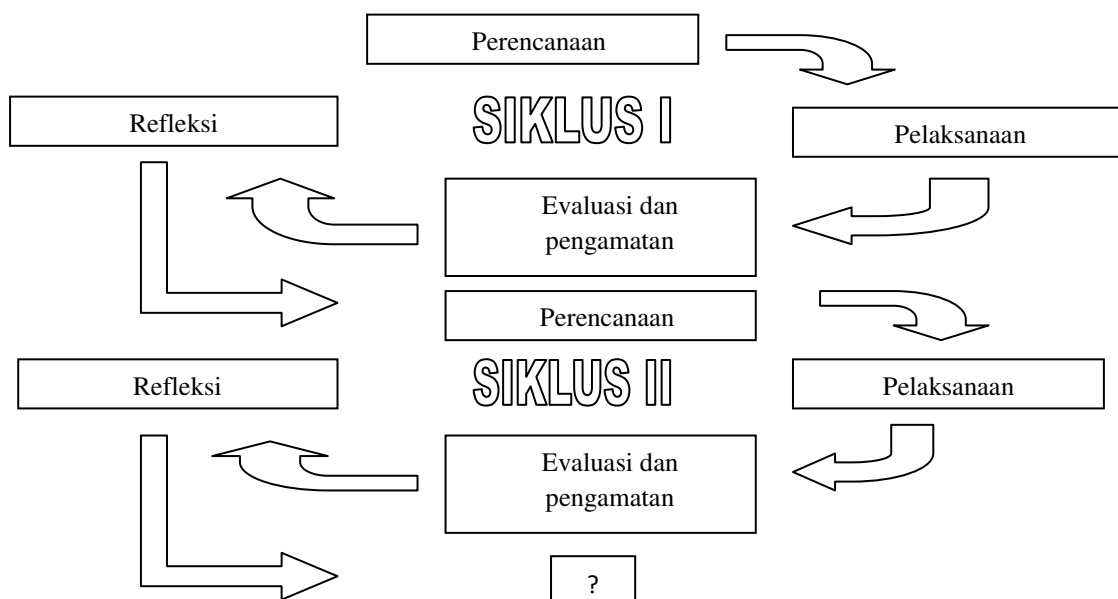 Perencanaan
Refleksi
SIKLUS I
Pelaksanaan
Evaluasi dan
pengamatan
Perencanaan
Refleksi
SIKLUS II
Pelaksanaan
Evaluasi dan
pengamatan
?